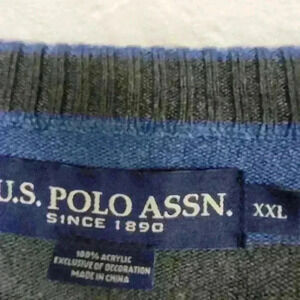 U.S. POLO ASSN.
SINCE 1890
XXL
100% ACRYLIC
EXCLUSIVE OF DECORATION
MADE IN CHINA